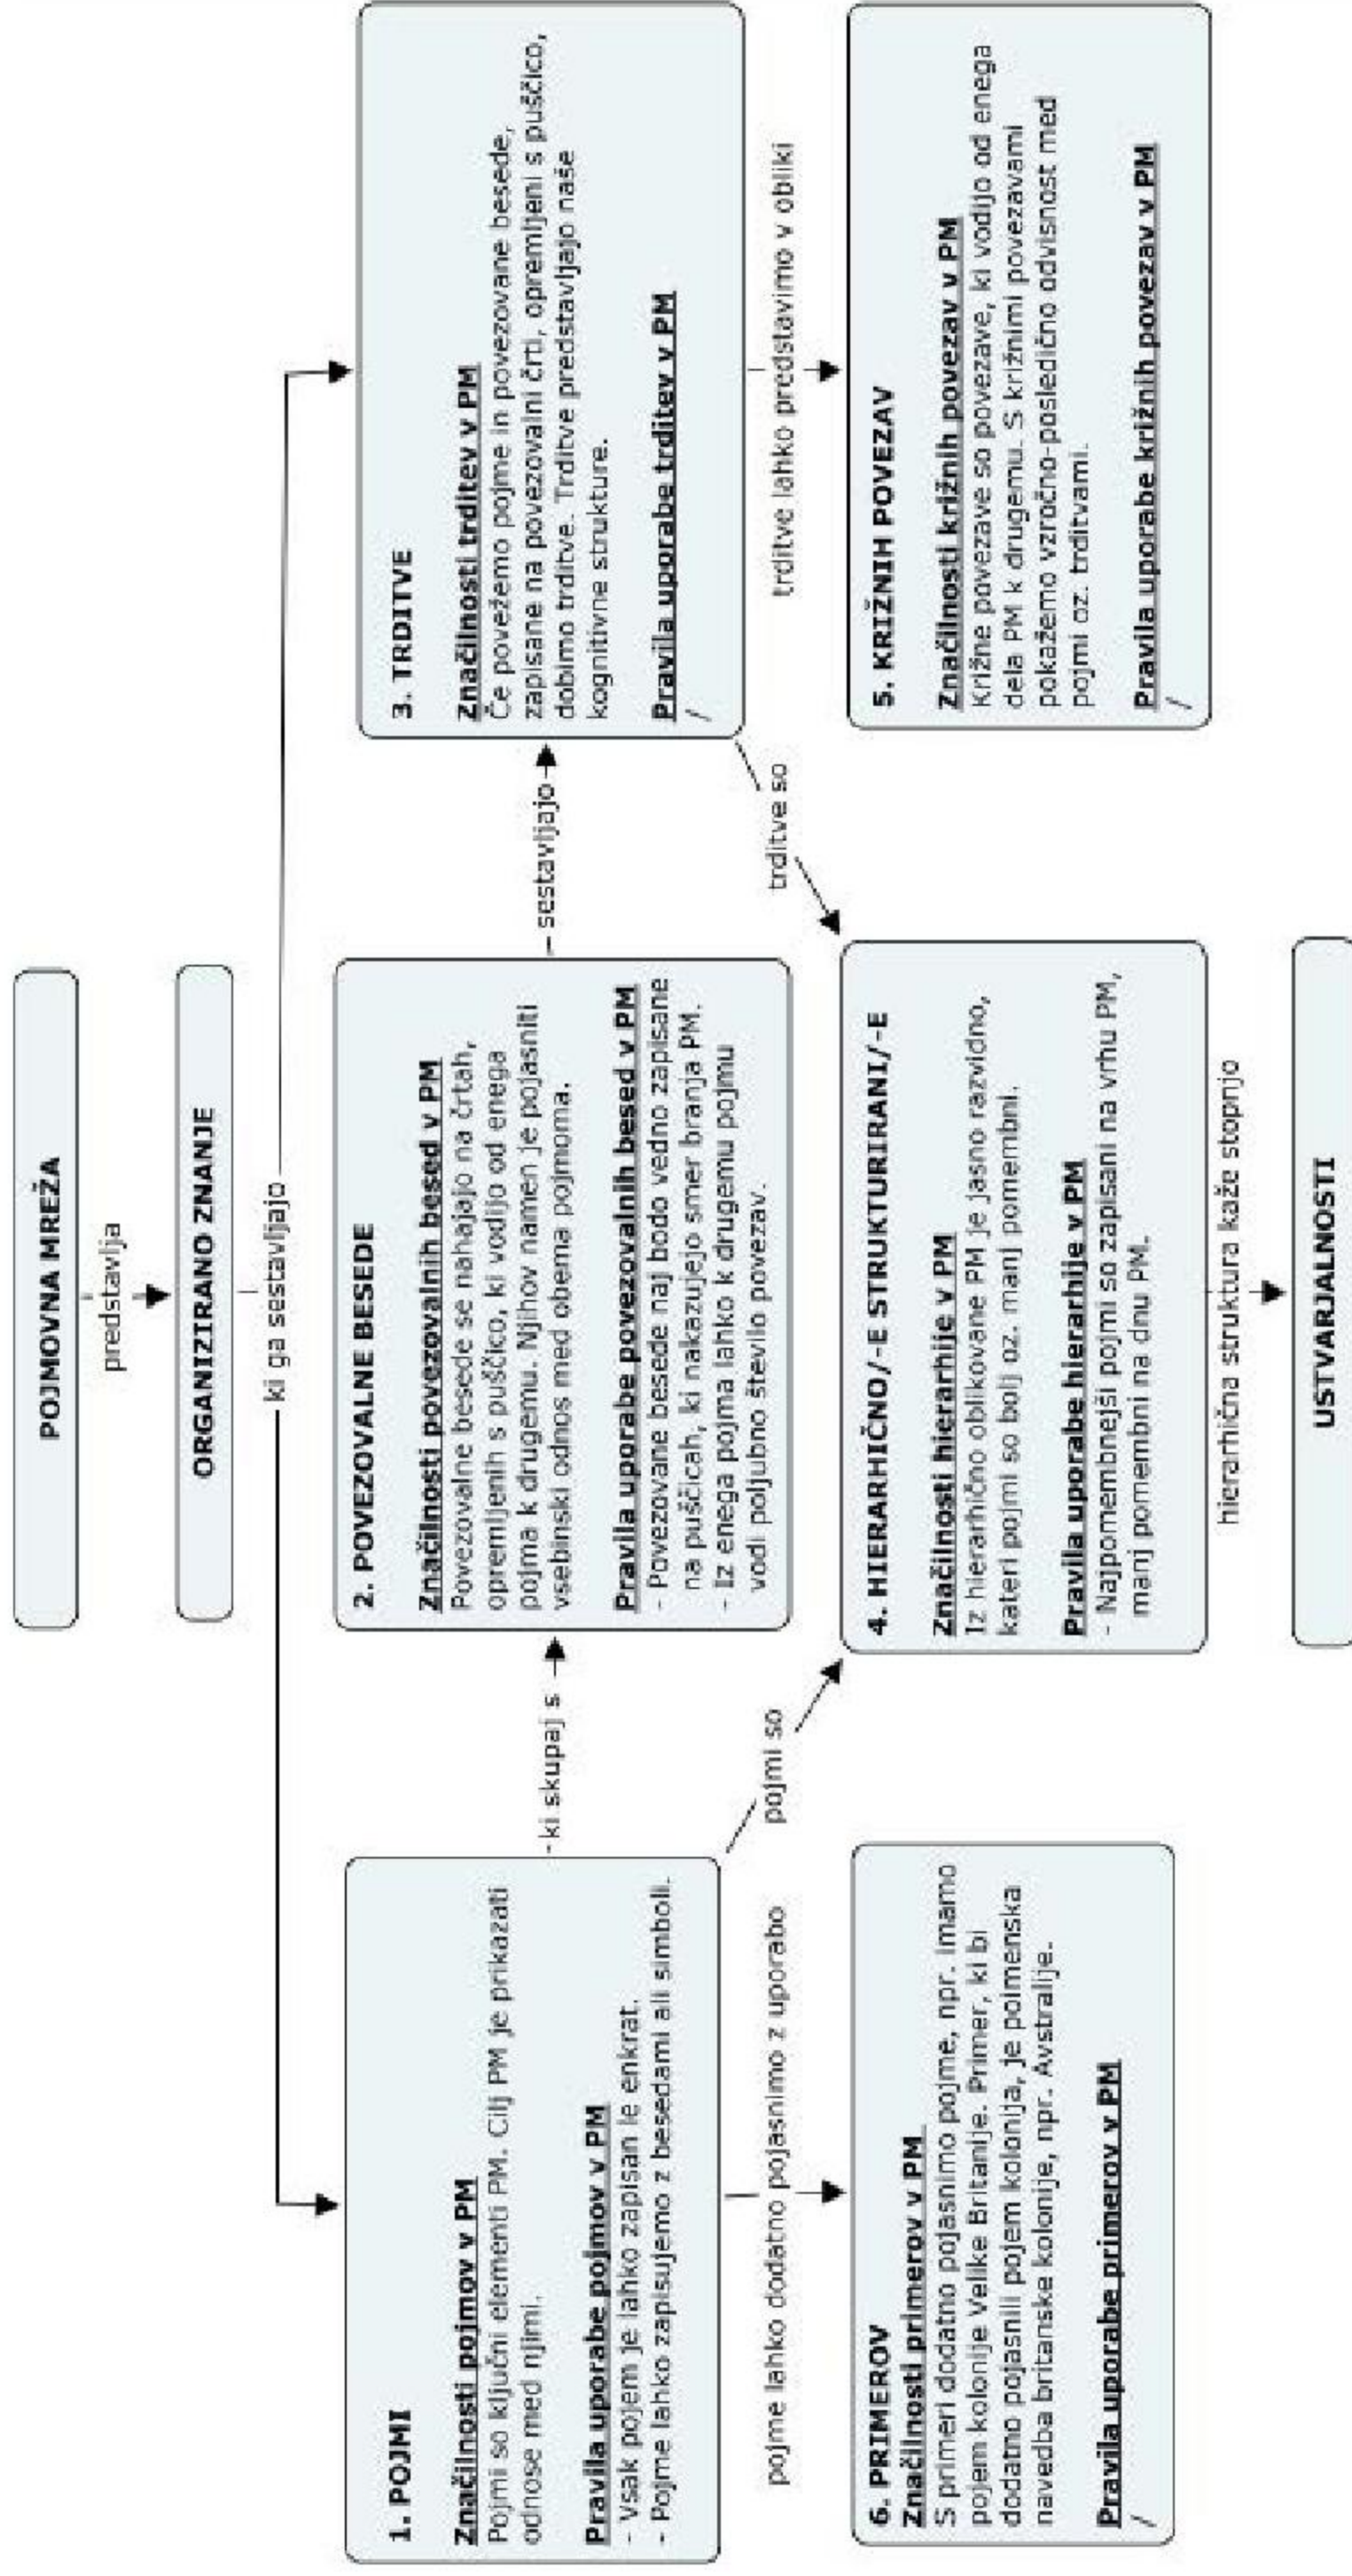 POJMOVNA MREŽA
predstavlja
ORGANIZIRANO ZNANJE
ki ga sestavljajo
1. POJMI
Značilnosti pojmov v PM
Pojmi so ključni elementi PM. Cilj PM je prikazati
odnose med njimi.
Pravila uporabe pojmov v PM
- Vsak pojem je lahko zapisan le enkrat.
- Pojme lahko zapisujemo z besedami ali simboli.
ki skupaj s
2. POVEZOVALNE BESEDE
Značilnosti povezovalnih besed v PM
Povezovalne besede se nahajajo na črtah,
opremljenih s puščico, ki vodijo od enega
pojma k drugemu. Njihov namen je pojasniti
vsebinski odnos med obema pojmoma.
Pravila uporabe povezovalnih besed v PM
- Povezovane besede naj bodo vedno zapisane
na puščicah, ki nakazujejo smer branja PM.
- Iz enega pojma lahko k drugemu pojmu
vodi poljubno število povezav.
sestavljajo
3. TRDITVE
Značilnosti trditev v PM
Če povežemo pojme in povezovane besede,
zapisane na povezovalni črti, opremljeni s puščico,
dobimo trditve. Trditve predstavljajo naše
kognitivne strukture.
Pravila uporabe trditev v PM
/
pojme lahko dodatno pojasnimo z uporabo
pojmi so
trditve so
trditve lahko predstavimo v obliki
6. PRIMEROV
Značilnosti primerov v PM
S primeri dodatno pojasnimo pojme, npr. imamo
pojem kolonije Velike Britanije. Primer, ki bi
dodatno pojasnili pojem kolonija, je poimenska
navedba britanske kolonije, npr. Avstralije.
Pravila uporabe primerov v PM
/
4. HIERARHIČNO/-E STRUKTURIRANI/-E
Značilnosti hierarhije v PM
Iz hierarhično oblikovane PM je jasno razvidno,
kateri pojmi so bolj oz. manj pomembni.
Pravila uporabe hierarhije v PM
- Najpomembnejši pojmi so zapisani na vrhu PM,
manj pomembni na dnu PM.
5. KRIŽNIH POVEZAV
Značilnosti križnih povezav v PM
Križne povezave so povezave, ki vodijo od enega
dela PM k drugemu. S križnimi povezavami
pokažemo vzročno-posledično odvisnost med
pojmi oz. trditvami.
Pravila uporabe križnih povezav v PM
/
hierarhična struktura kaže stopnjo
USTVARJALNOSTI